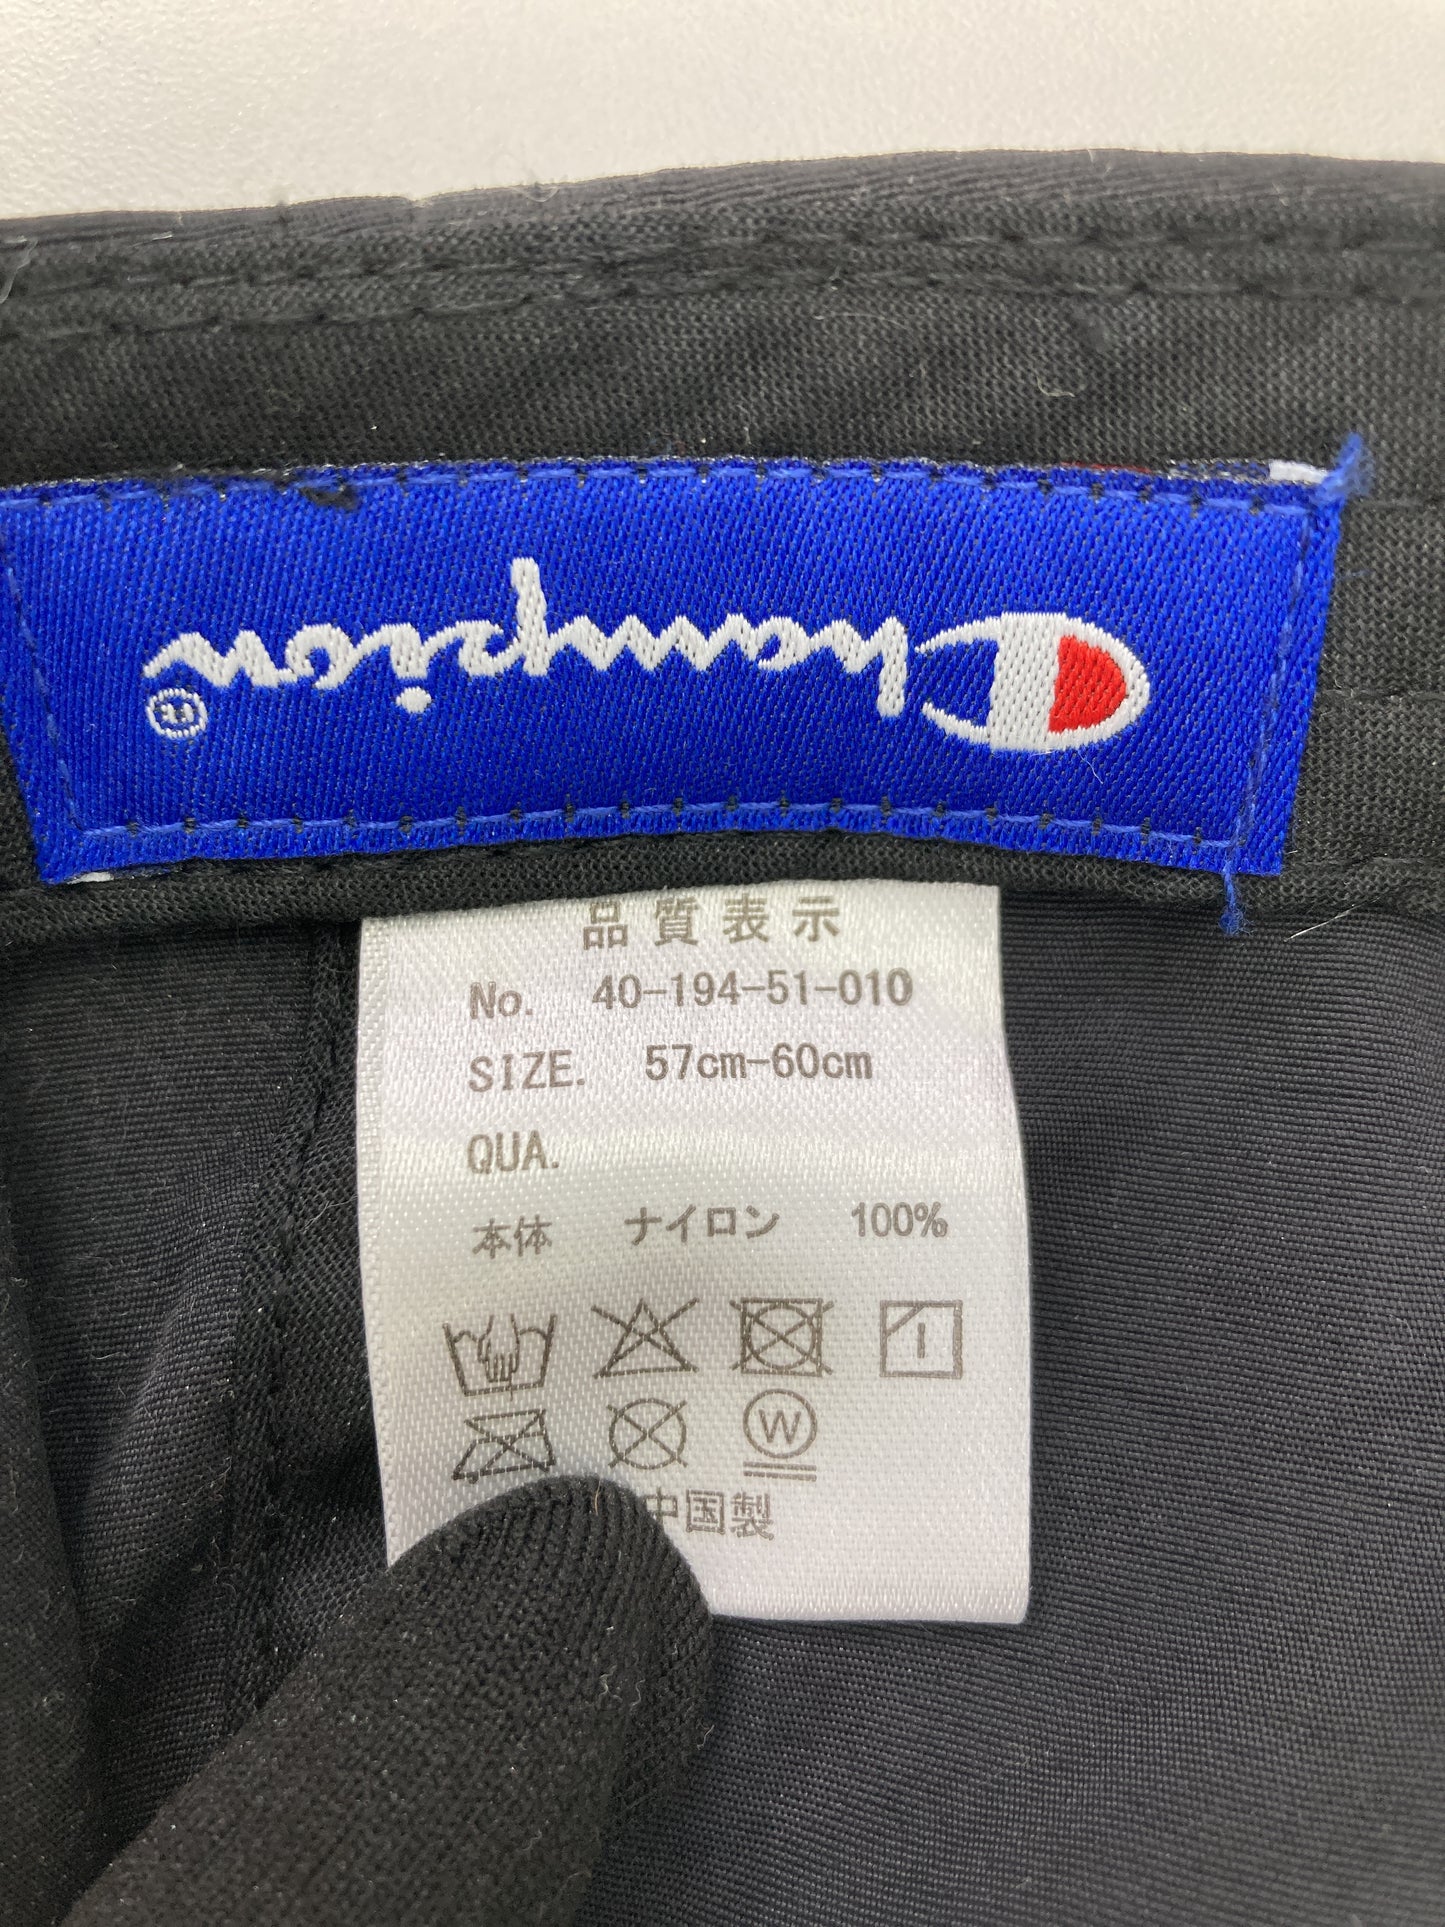 Champion®
品質表示
No. 40-194-51-010
SIZE. 57cm-60cm
QUA.
本体 ナイロン 100%
W
中国製